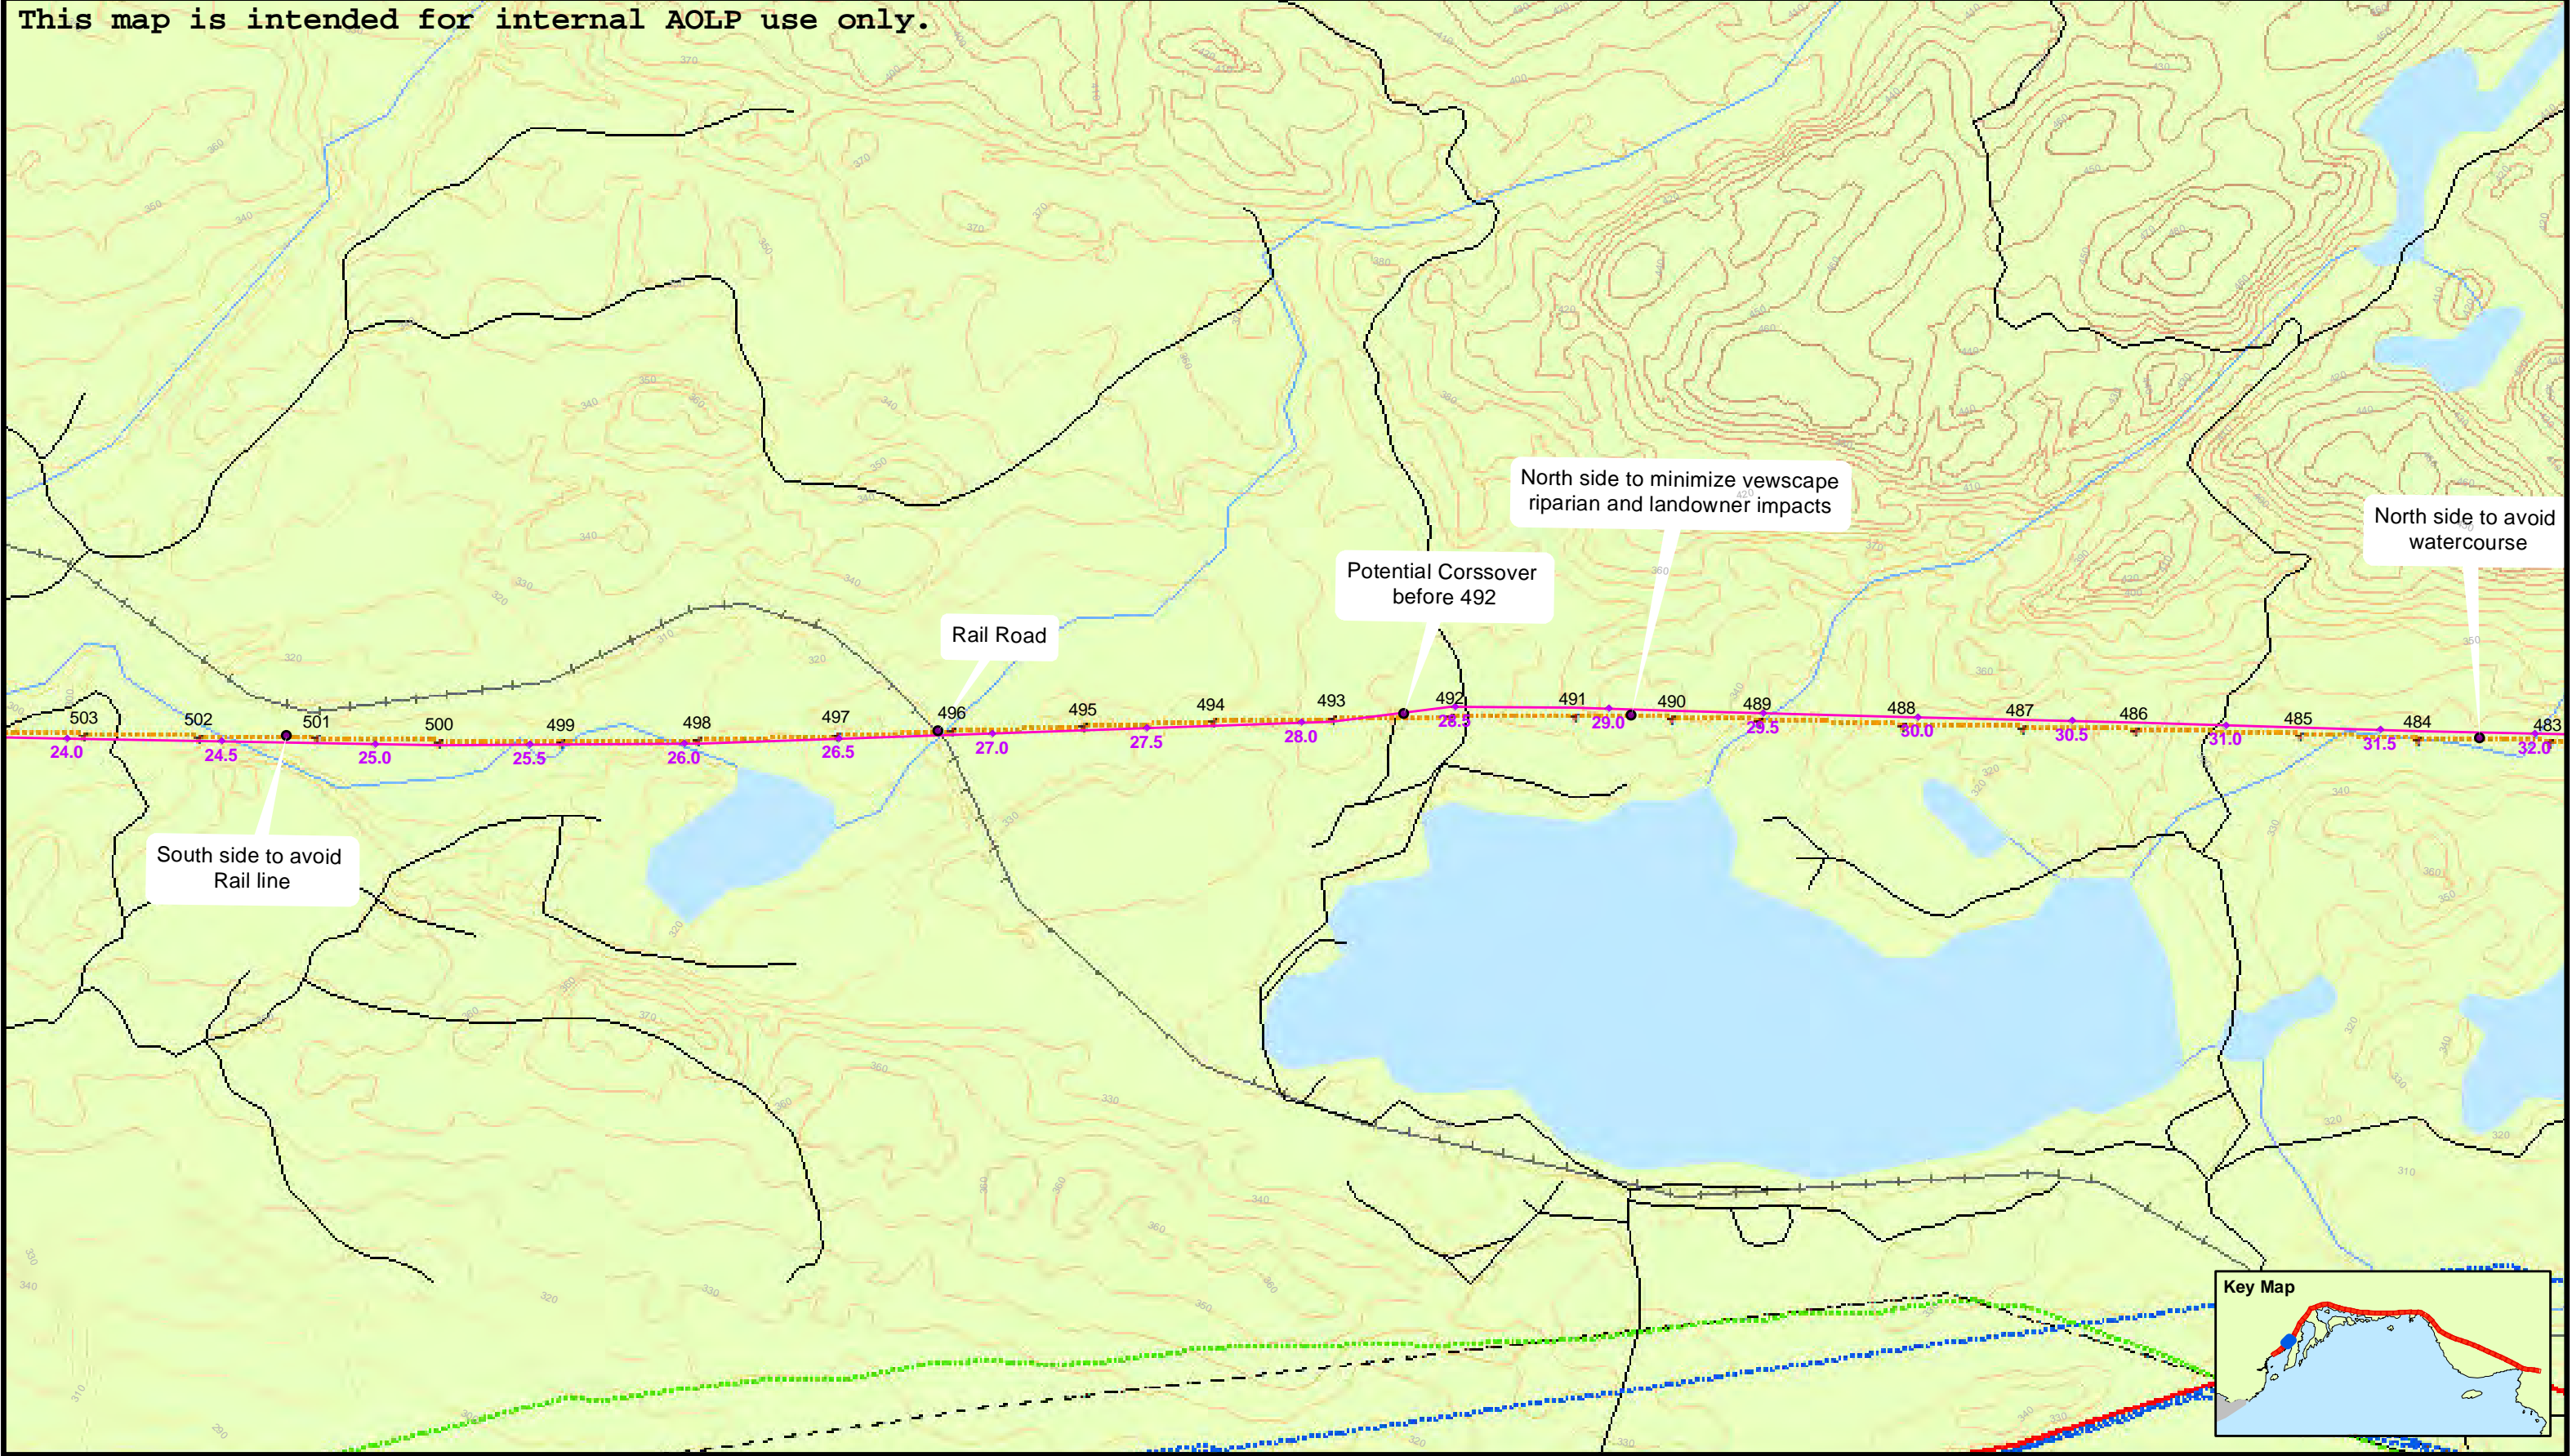 This map is intended for internal AOLP use only.
North side to minimize vewscape
riparian and landowner impacts
North side to avoid
watercourse
Potential Corssover
before 492
Rail Road
503 502 501 500 499 498 497 496 495 494 493 492 491 490 489 488 487 486 485 484 483
24.0 24.5 25.0 25.5 26.0 26.5 27.0 27.5 28.0 28.5 29.0 29.5 30.0 30.5 31.0 31.5 32.0
South side to avoid
Rail line
Key Map